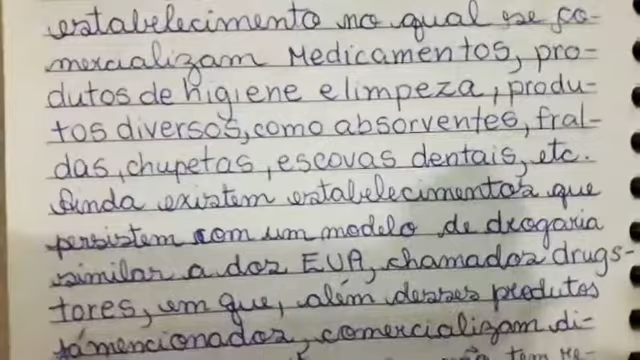 estabelecimento no qual se co-
mercializam Medicamentos, pro-
dutos de higiene e limpeza, produ-
tos diversos, como absorventes, fral-
das, chupetas, escovas dentais, etc.
Ainda existem estabelecimentos que
persistem com um modelo de drogaria
similar a dos EUA, chamados drugs-
tores, em que, além desses produtos
já mencionados, comercializam di-
tem re-